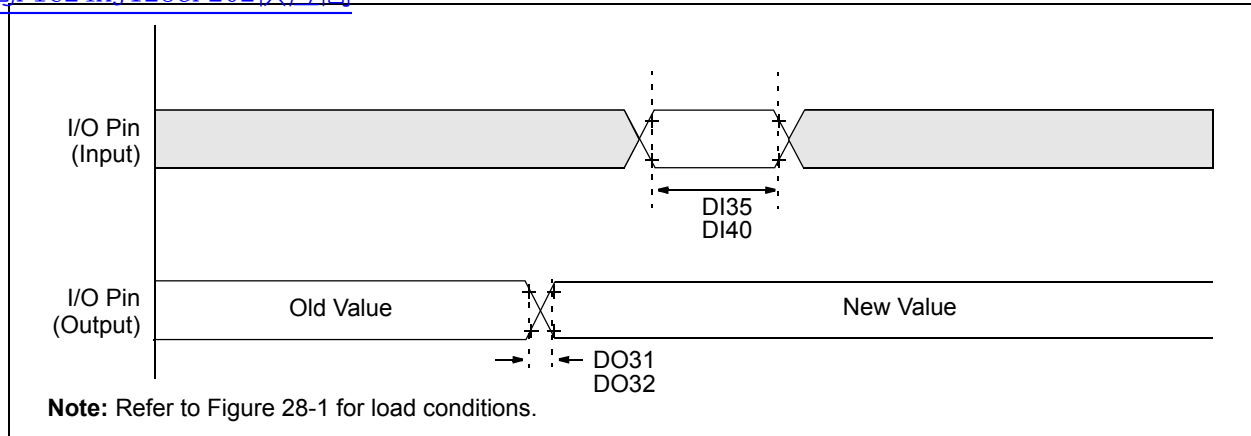 I/O Pin
(Input)
DI35
DI40
I/O Pin
(Output)
Old Value
New Value
DO31
DO32
Note: Refer to Figure 28-1 for load conditions.